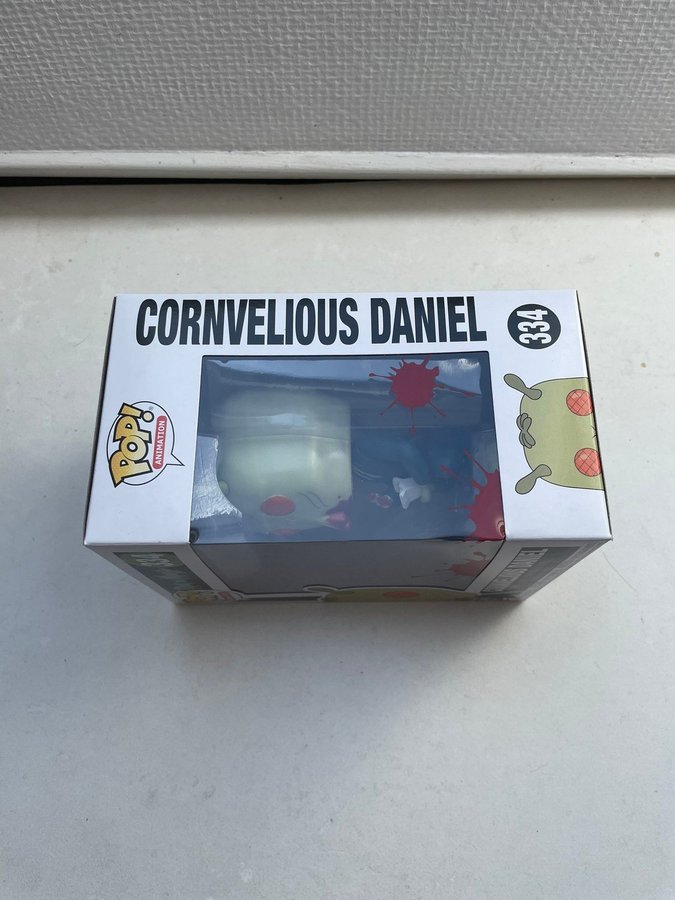 CORNVELIOUS DANIEL
334
POP!
ANIMATION